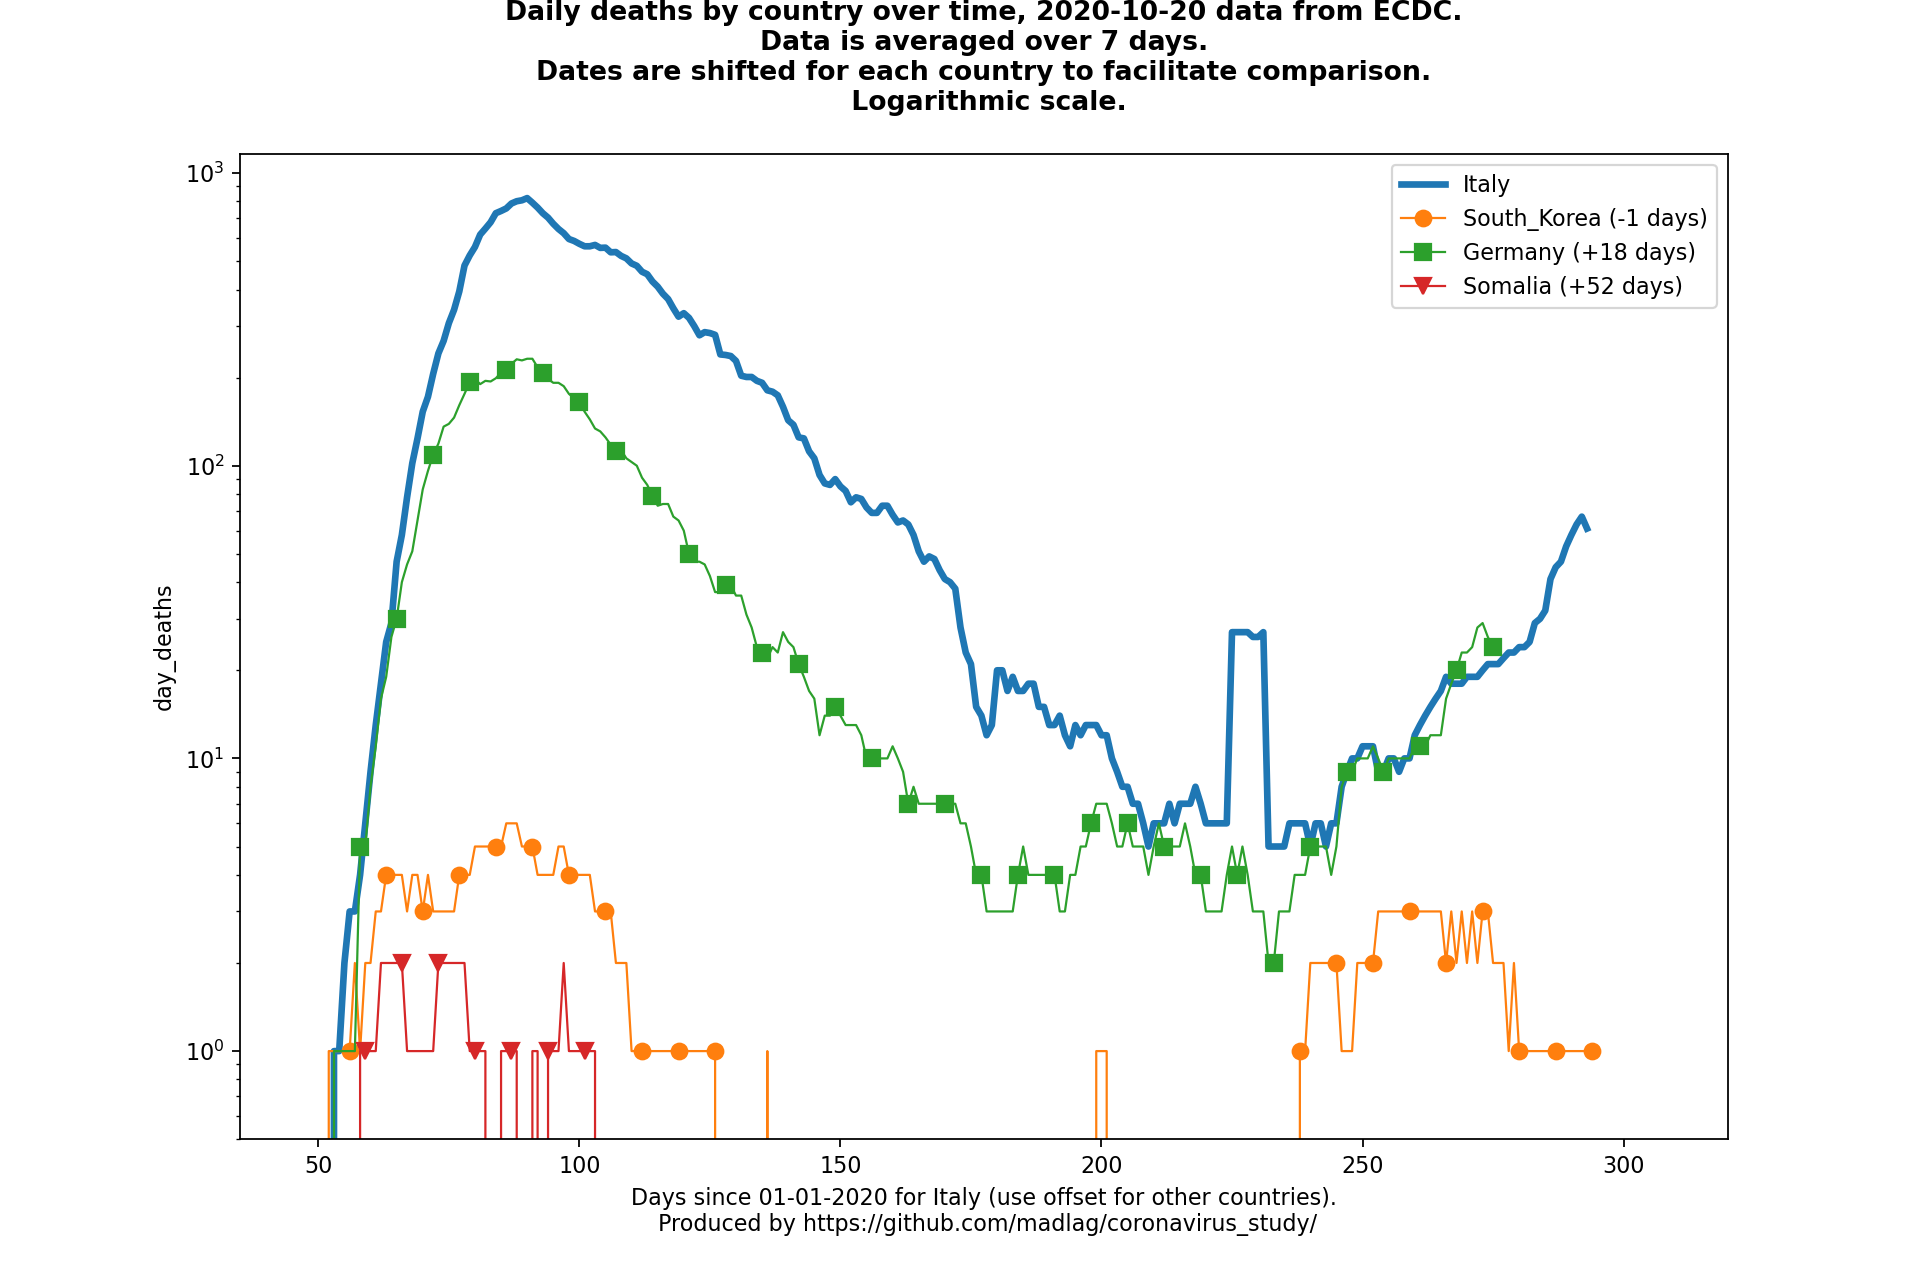 Daily deaths by country over time, 2020-10-20 data from ECDC.
Data is averaged over 7 days.
Dates are shifted for each country to facilitate comparison.
Logarithmic scale.
10³
10²
10¹
10⁰
day_deaths
Italy
South_Korea (-1 days)
Germany (+18 days)
Somalia (+52 days)
50 100 150 200 250 300
Days since 01-01-2020 for Italy (use offset for other countries).
Produced by https://github.com/madlag/coronavirus_study/